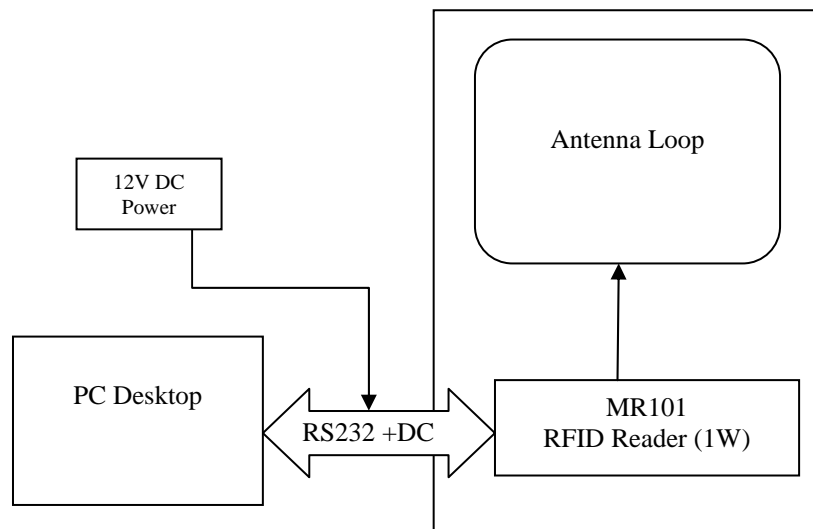 Antenna Loop
12V DC
Power
PC Desktop
RS232 +DC
MR101
RFID Reader (1W)